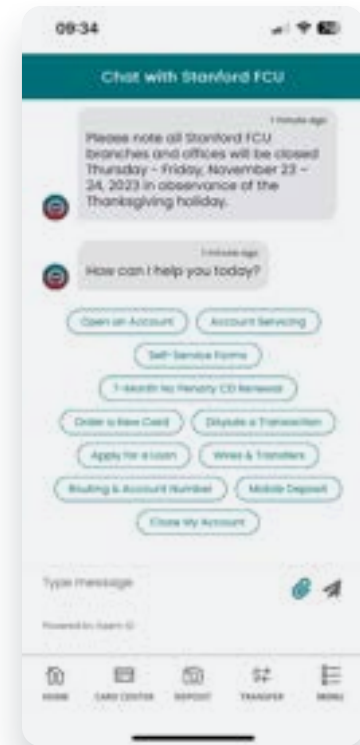 09:34
Chat with Stanford FCU
1 minute ago
Please note all Stanford FCU
branches and offices will be closed
Thursday - Friday, November 23 -
24, 2023 in observance of the
Thanksgiving holiday.
1 minute ago
How can I help you today?
Open an Account Account Servicing
Self-Service Forms
7-Month No Penalty CD Renewal
Order a New Card Dispute a Transaction
Apply for a Loan Wires & Transfers
Routing & Account Number Mobile Deposit
Close My Account
Type message
Powered by
HOME CARD CENTER DEPOSIT TRANSFER MENU